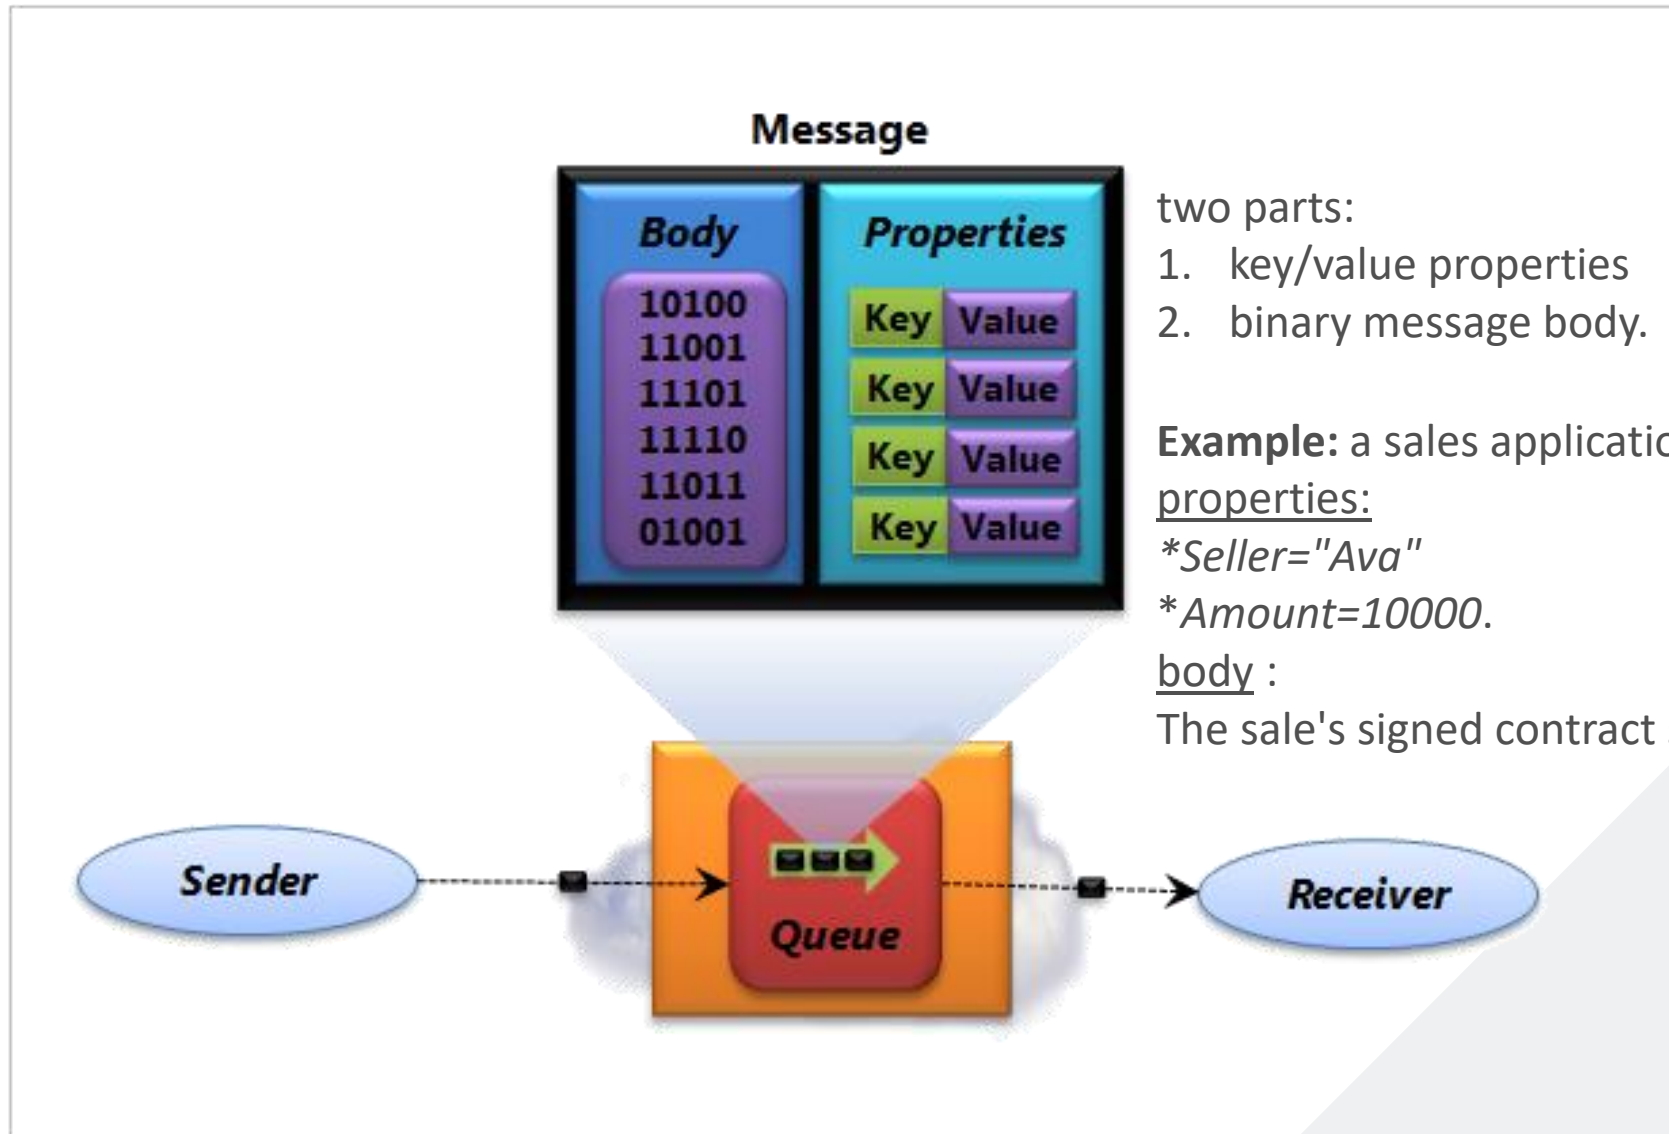 Message
Body
10100
11001
11101
11110
11011
01001
Properties
Key Value
Key Value
Key Value
Key Value
two parts:
1. key/value properties
2. binary message body.
Example: a sales
properties:
*Seller="Ava"
*Amount=10000.
body :
The sale's signed contract
Sender
Queue
Receiver